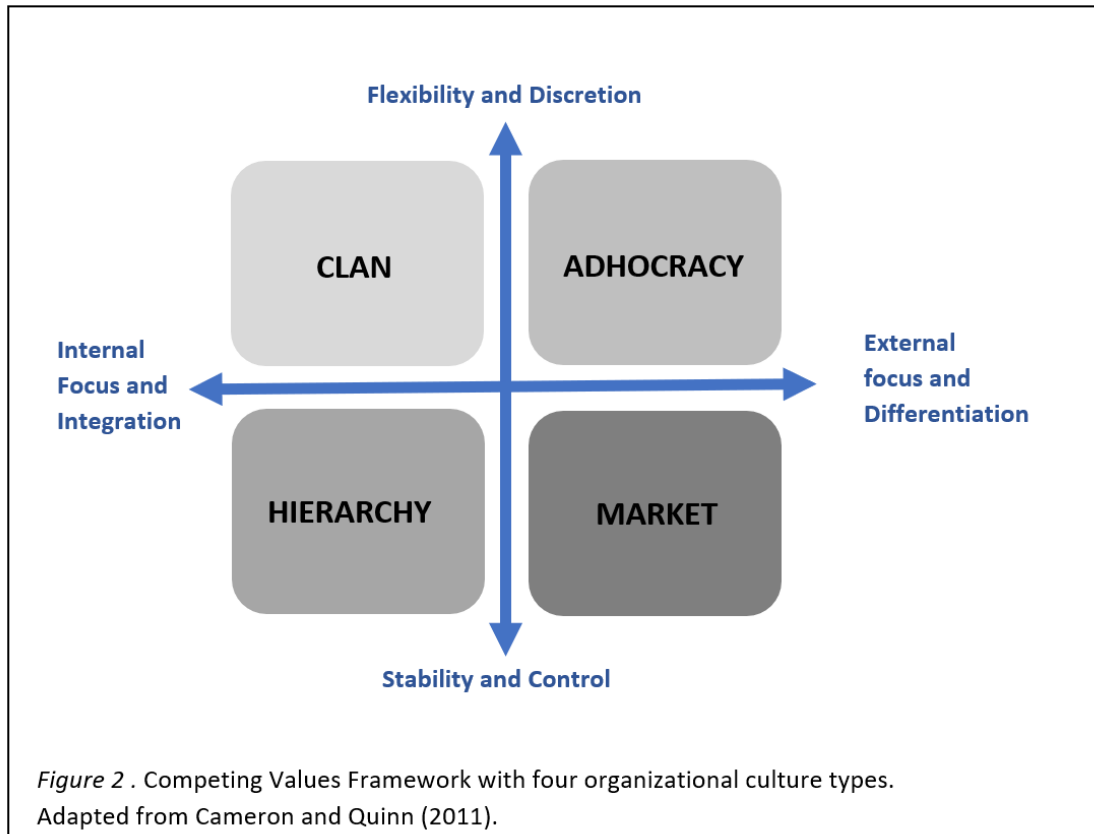 Flexibility and Discretion
CLAN
ADHOCRACY
Internal
Focus and
Integration
External
focus and
Differentiation
HIERARCHY
MARKET
Stability and Control
Figure 2 . Competing Values Framework with four organizational culture types.
Adapted from Cameron and Quinn (2011).